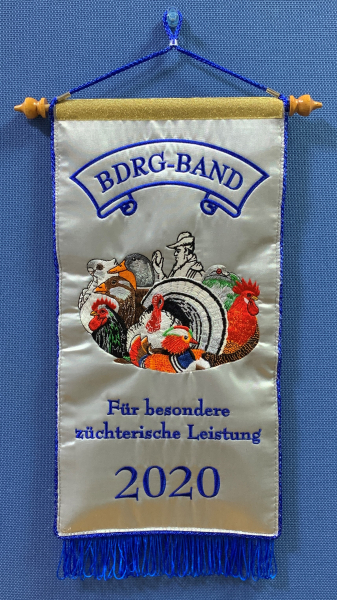 BDRG-BAND
Für besondere
züchterische Leistung
2020